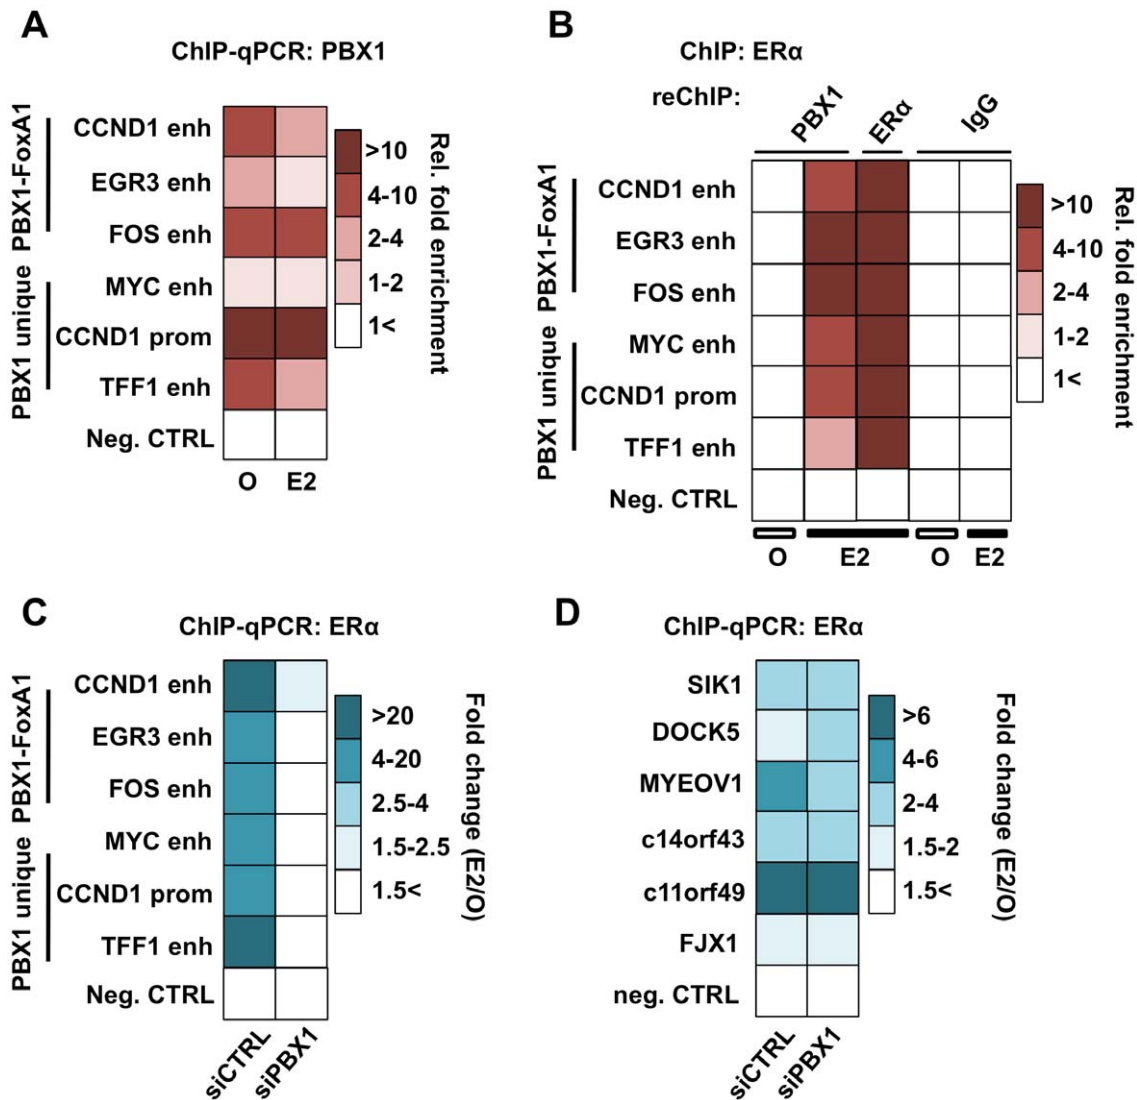 A
ChIP-qPCR: PBX1
PBX1-FoxA1
PBX1 unique
CCND1 enh
EGR3 enh
FOS enh
MYC enh
CCND1 prom
TFF1 enh
Neg. CTRL
O
E2
>10
4-10
2-4
1-2
1<
Rel. fold enrichment
B
ChIP: ERα
reChIP:
PBX1
ERα
IgG
PBX1-FoxA1
PBX1 unique
CCND1 enh
EGR3 enh
FOS enh
MYC enh
CCND1 prom
TFF1 enh
Neg. CTRL
O
E2
O
E2
>10
4-10
2-4
1-2
1<
Rel. fold enrichment
C
ChIP-qPCR: ERα
PBX1-FoxA1
PBX1 unique
CCND1 enh
EGR3 enh
FOS enh
MYC enh
CCND1 prom
TFF1 enh
Neg. CTRL
siCTRL
siPBX1
>20
4-20
2.5-4
1.5-2.5
1.5<
Fold change (E2/O)
D
ChIP-qPCR: ERα
SIK1
DOCK5
MYEOV1
c14orf43
c11orf49
FJX1
neg. CTRL
siCTRL
siPBX1
>6
4-6
2-4
1.5-2
1.5<
Fold change (E2/O)